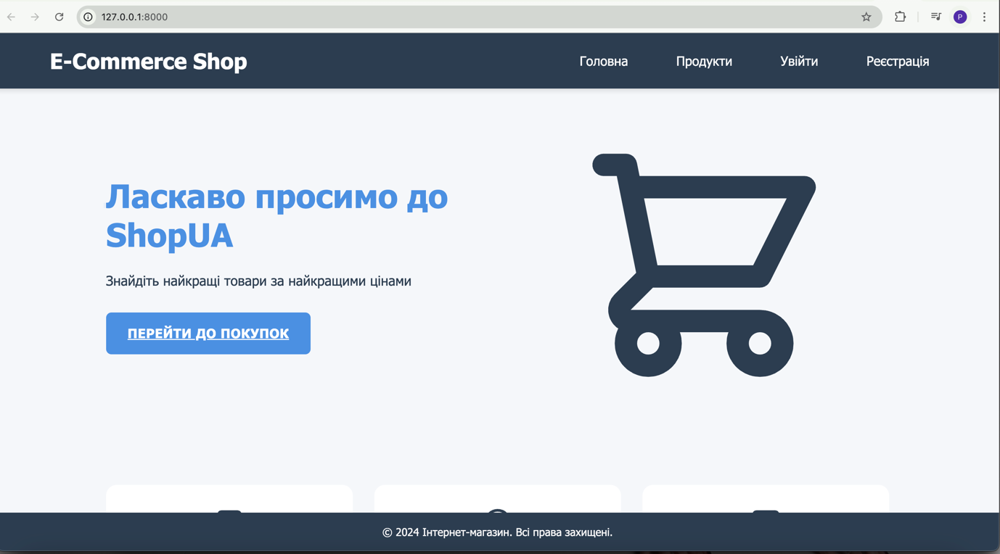 127.0.0.1:8000
P
E-Commerce Shop
Головна
Продукти
Увійти
Реєстрація
Ласкаво просимо до
ShopUA
Знайдіть найкращі товари за найкращими цінами
ПЕРЕЙТИ ДО ПОКУПОК
© 2024 Інтернет-магазин. Всі права захищені.